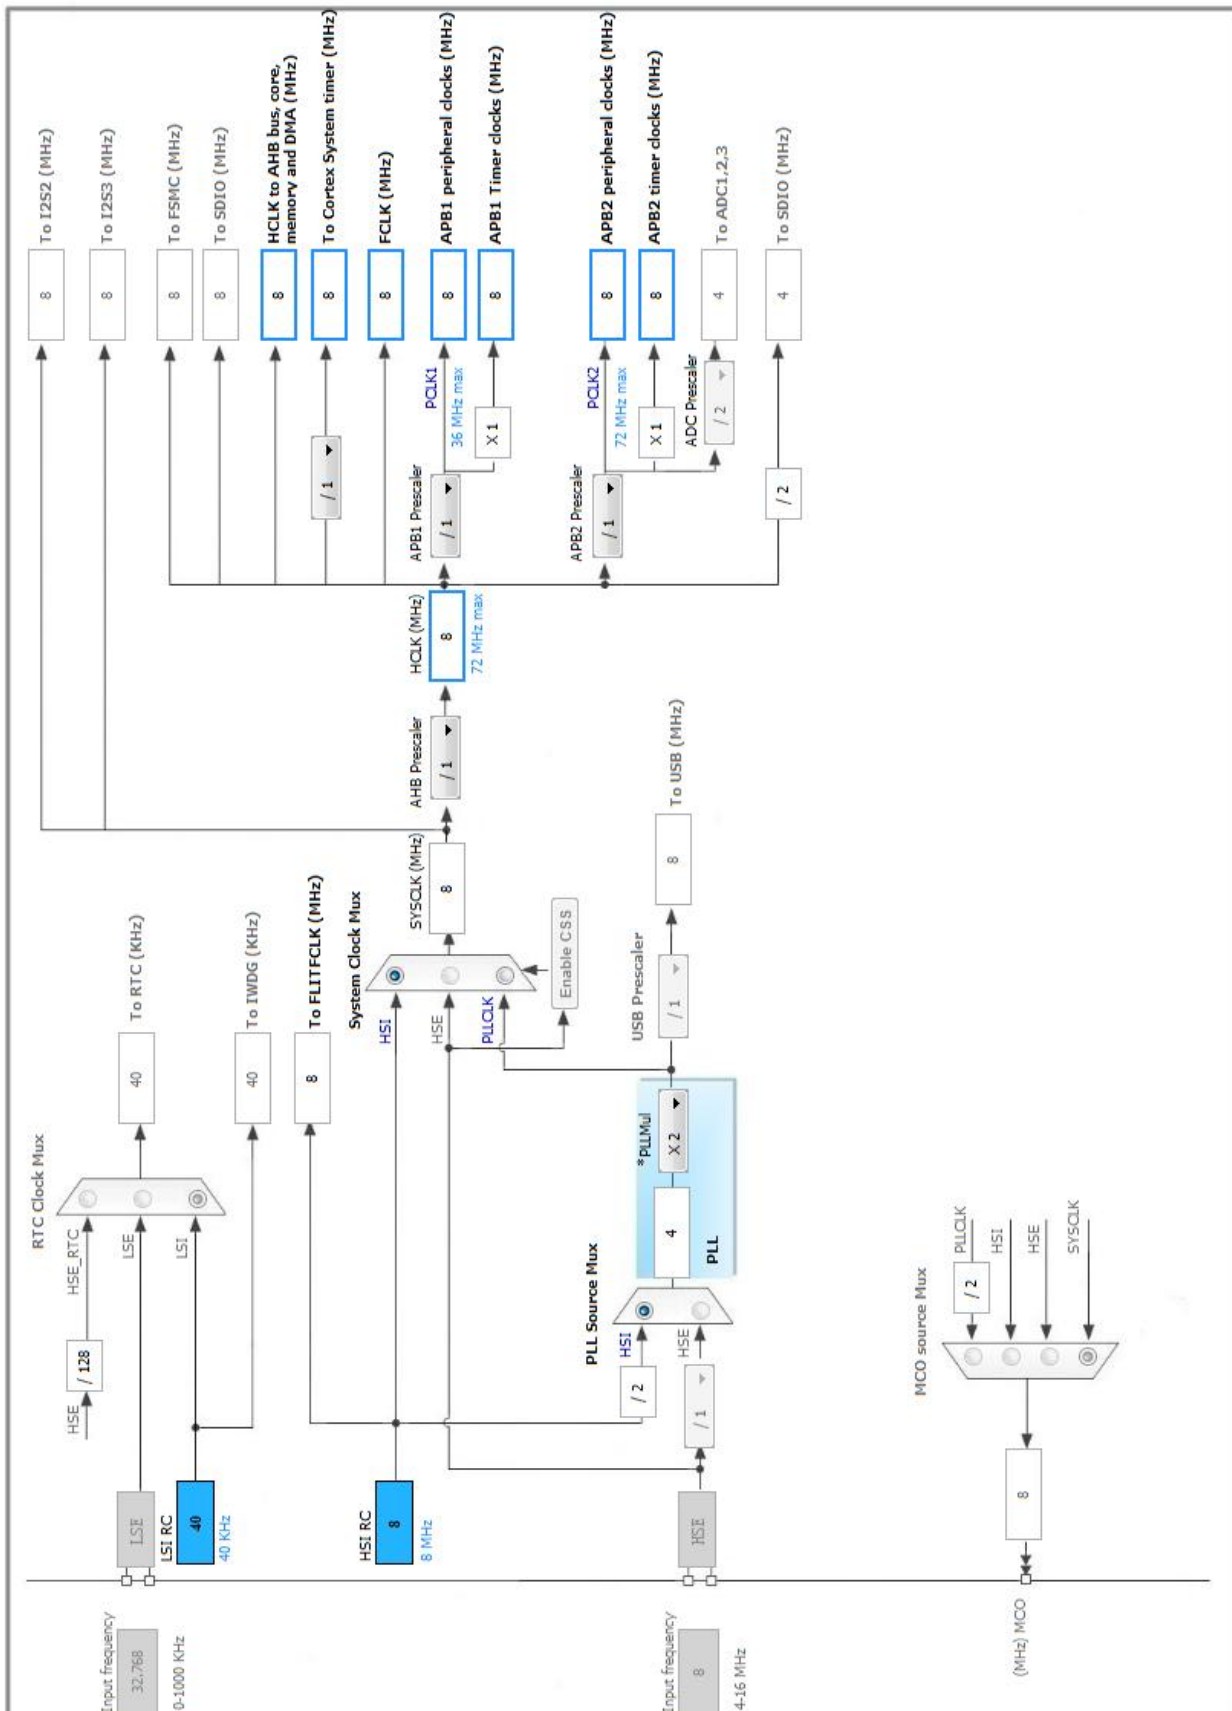 Input frequency
32.768
0-1000 KHz
LSE
LSI RC
40
40 KHz
HSE
/ 128
HSE_RTC
LSE
LSI
RTC Clock Mux
40
To RTC (KHz)
40
To IWDG (KHz)
HSI RC
8
8 MHz
8
To FLITFCLK (MHz)
System Clock Mux
HSI
HSE
PLLCLK
Enable CSS
SYSCLK (MHz)
8
AHB Prescaler
/ 1
HCLK (MHz)
8
72 MHz max
8
To I2S2 (MHz)
8
To I2S3 (MHz)
8
To FSMC (MHz)
8
To SDIO (MHz)
8
HCLK to AHB bus, core,
memory and DMA (MHz)
/ 1
8
To Cortex System timer (MHz)
8
FCLK (MHz)
APB1 Prescaler
/ 1
PCLK1
36 MHz max
8
APB1 peripheral clocks (MHz)
X 1
8
APB1 Timer clocks (MHz)
APB2 Prescaler
/ 1
PCLK2
72 MHz max
8
APB2 peripheral clocks (MHz)
X 1
8
APB2 timer clocks (MHz)
ADC Prescaler
/ 2
4
To ADC1,2,3
/ 2
4
To SDIO (MHz)
Input frequency
8
4-16 MHz
HSE
/ 1
/ 2
PLL Source Mux
HSI
HSE
4
*PLLMul
X 2
PLL
USB Prescaler
/ 1
8
To USB (MHz)
(MHz) MCO
8
MCO source Mux
/ 2
PLLCLK
HSI
HSE
SYSCLK